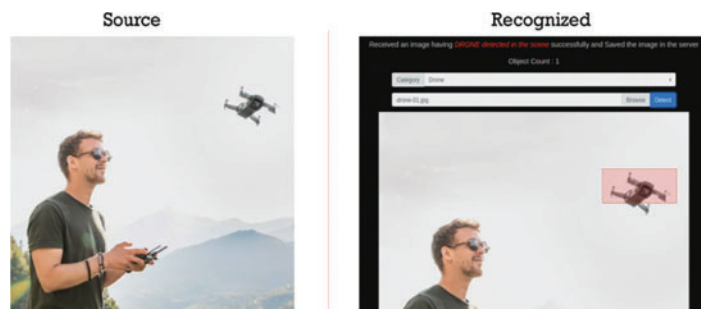 Source
Recognized
Received an image having DRONE detected in the scene successfully and Saved the image in the server
Object Count : 1
Category Drone
drone-01.jpg Browse Detect